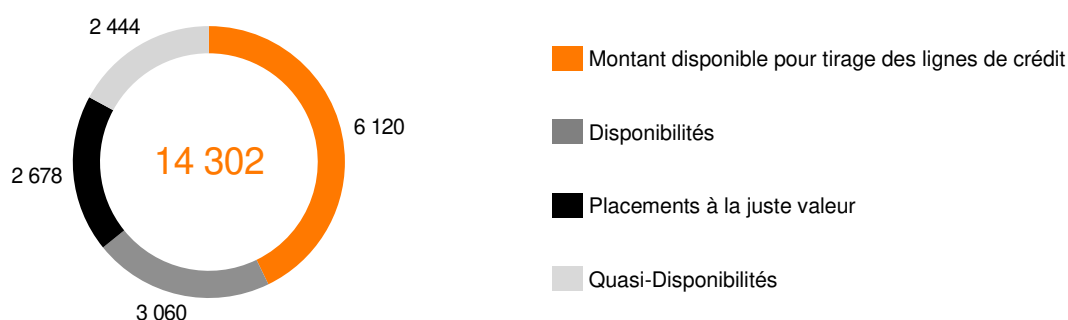 2 444
6 120
14 302
2 678
3 060
Montant disponible pour tirage des lignes de crédit
Disponibilités
Placements à la juste valeur
Quasi-Disponibilités